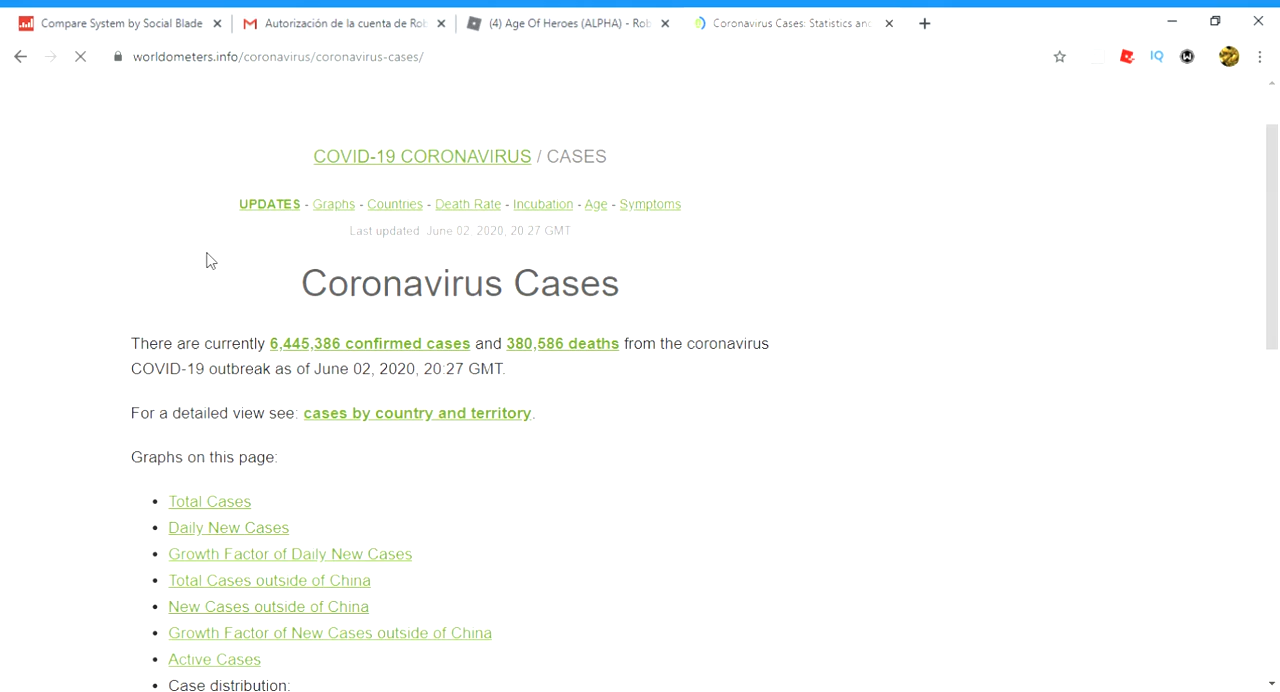 Compare System by Social Blade
Autorización de la cuenta de Rob
(4) Age Of Heroes (ALPHA) - Rob
Coronavirus Cases: Statistics and
worldometers.info/coronavirus/coronavirus-cases/
IQ
COVID-19 CORONAVIRUS / CASES
UPDATES - Graphs - Countries - Death Rate - Incubation - Age - Symptoms
Last updated June 02, 2020, 20 27 GMT
Coronavirus Cases
There are currently 6,445,386 confirmed cases and 380,586 deaths from the coronavirus
COVID-19 outbreak as of June 02, 2020, 20:27 GMT.
For a detailed view see: cases by country and territory.
Graphs on this page:
• Total Cases
• Daily New Cases
• Growth Factor of Daily New Cases
• Total Cases outside of China
• New Cases outside of China
• Growth Factor of New Cases outside of China
• Active Cases
• Case distribution: